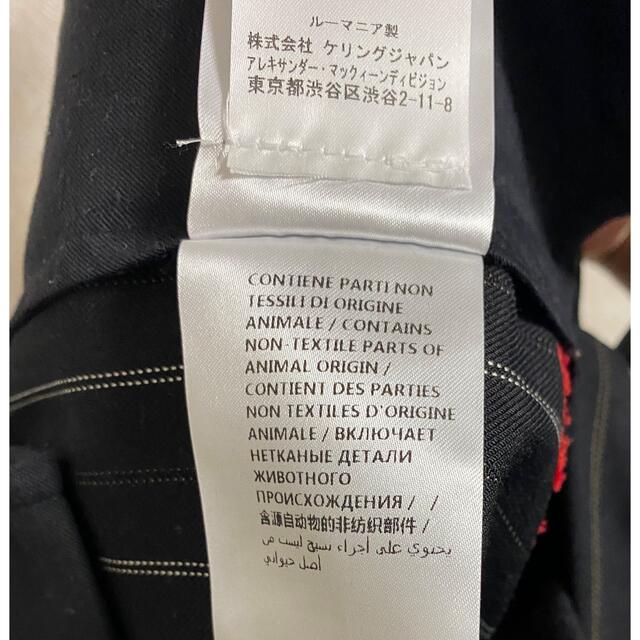 ルーマニア製
株式会社 ケリングジャパン
アレキサンダー・マックィーンディビジョン
東京都渋谷区渋谷2-11-8
CONTIENE PARTI NON
TESSILI DI ORIGINE
ANIMALE / CONTAINS
NON-TEXTILE PARTS OF
ANIMAL ORIGIN /
CONTIENT DES PARTIES
NON TEXTILES D'ORIGINE
ANIMALE / ВКЛЮЧАЕТ
НЕТКАНЫЕ ДЕТАЛИ
ЖИВОТНОГО
ПРОИСХОЖДЕНИЯ / /
含源自动物的非纺织部件 /
يحتوي على أجزاء نسيج ليست من
أصل حيواني